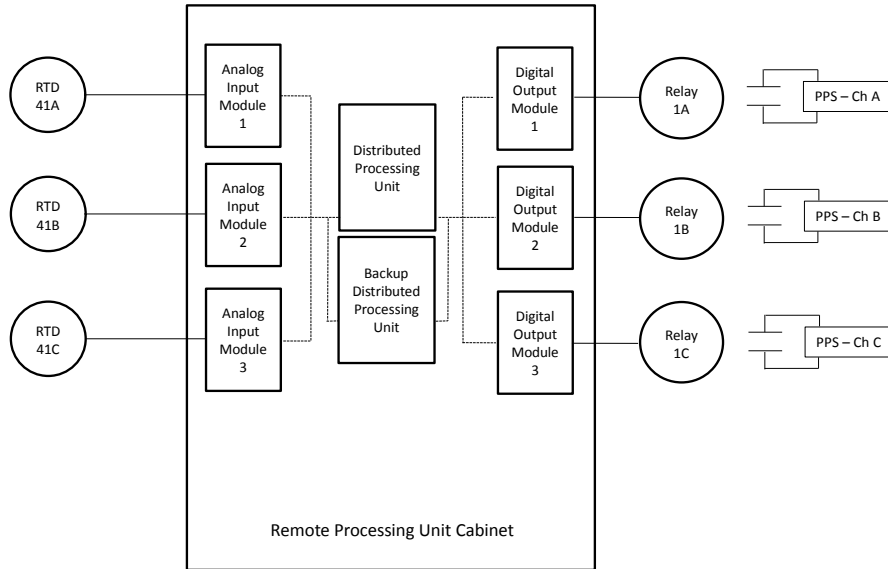 RTD
41A
Analog
Input
Module
1
Digital
Output
Module
1
Relay
1A
PPS – Ch A
Distributed
Processing
Unit
RTD
41B
Analog
Input
Module
2
Digital
Output
Module
2
Relay
1B
PPS – Ch B
Backup
Distributed
Processing
Unit
RTD
41C
Analog
Input
Module
3
Digital
Output
Module
3
Relay
1C
PPS – Ch C
Remote Processing Unit Cabinet